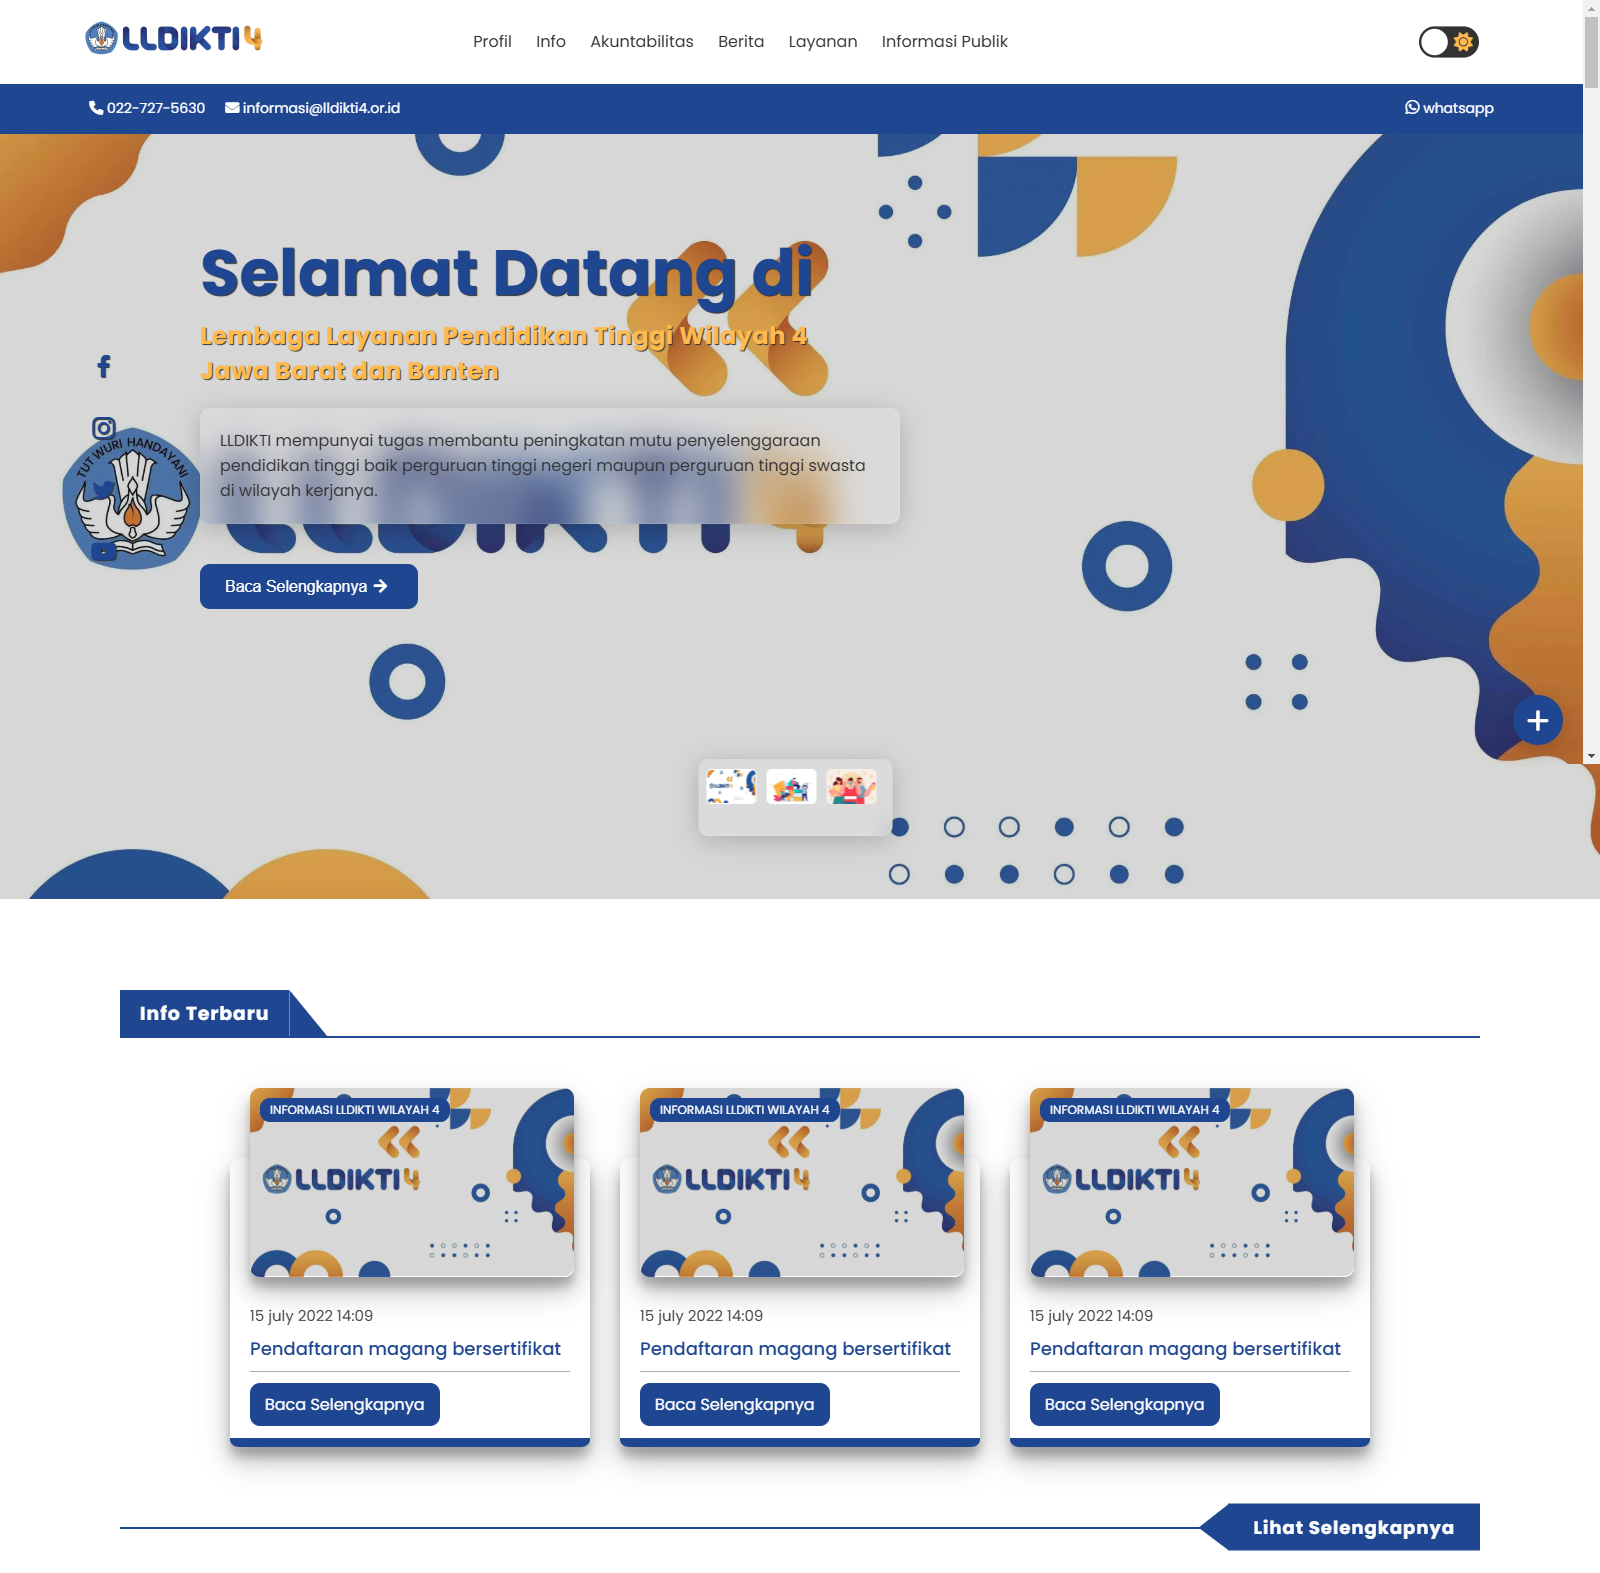 LLDIKTI4
Profil Info Akuntabilitas Berita Layanan Informasi Publik
022-727-5630 informasi@lldikti4.or.id whatsapp
Selamat Datang di
Lembaga Layanan Pendidikan Tinggi Wilayah 4
Jawa Barat dan Banten
LLDIKTI mempunyai tugas membantu peningkatan mutu penyelenggaraan
pendidikan tinggi baik perguruan tinggi negeri maupun perguruan tinggi swasta
di wilayah kerjanya.
TUT WURI HANDAYANI
LLDIKTI4
Baca Selengkapnya
Info Terbaru
INFORMASI LLDIKTI WILAYAH 4
LLDIKTI4
15 july 2022 14:09
Pendaftaran magang bersertifikat
Baca Selengkapnya
INFORMASI LLDIKTI WILAYAH 4
LLDIKTI4
15 july 2022 14:09
Pendaftaran magang bersertifikat
Baca Selengkapnya
INFORMASI LLDIKTI WILAYAH 4
LLDIKTI4
15 july 2022 14:09
Pendaftaran magang bersertifikat
Baca Selengkapnya
Lihat Selengkapnya